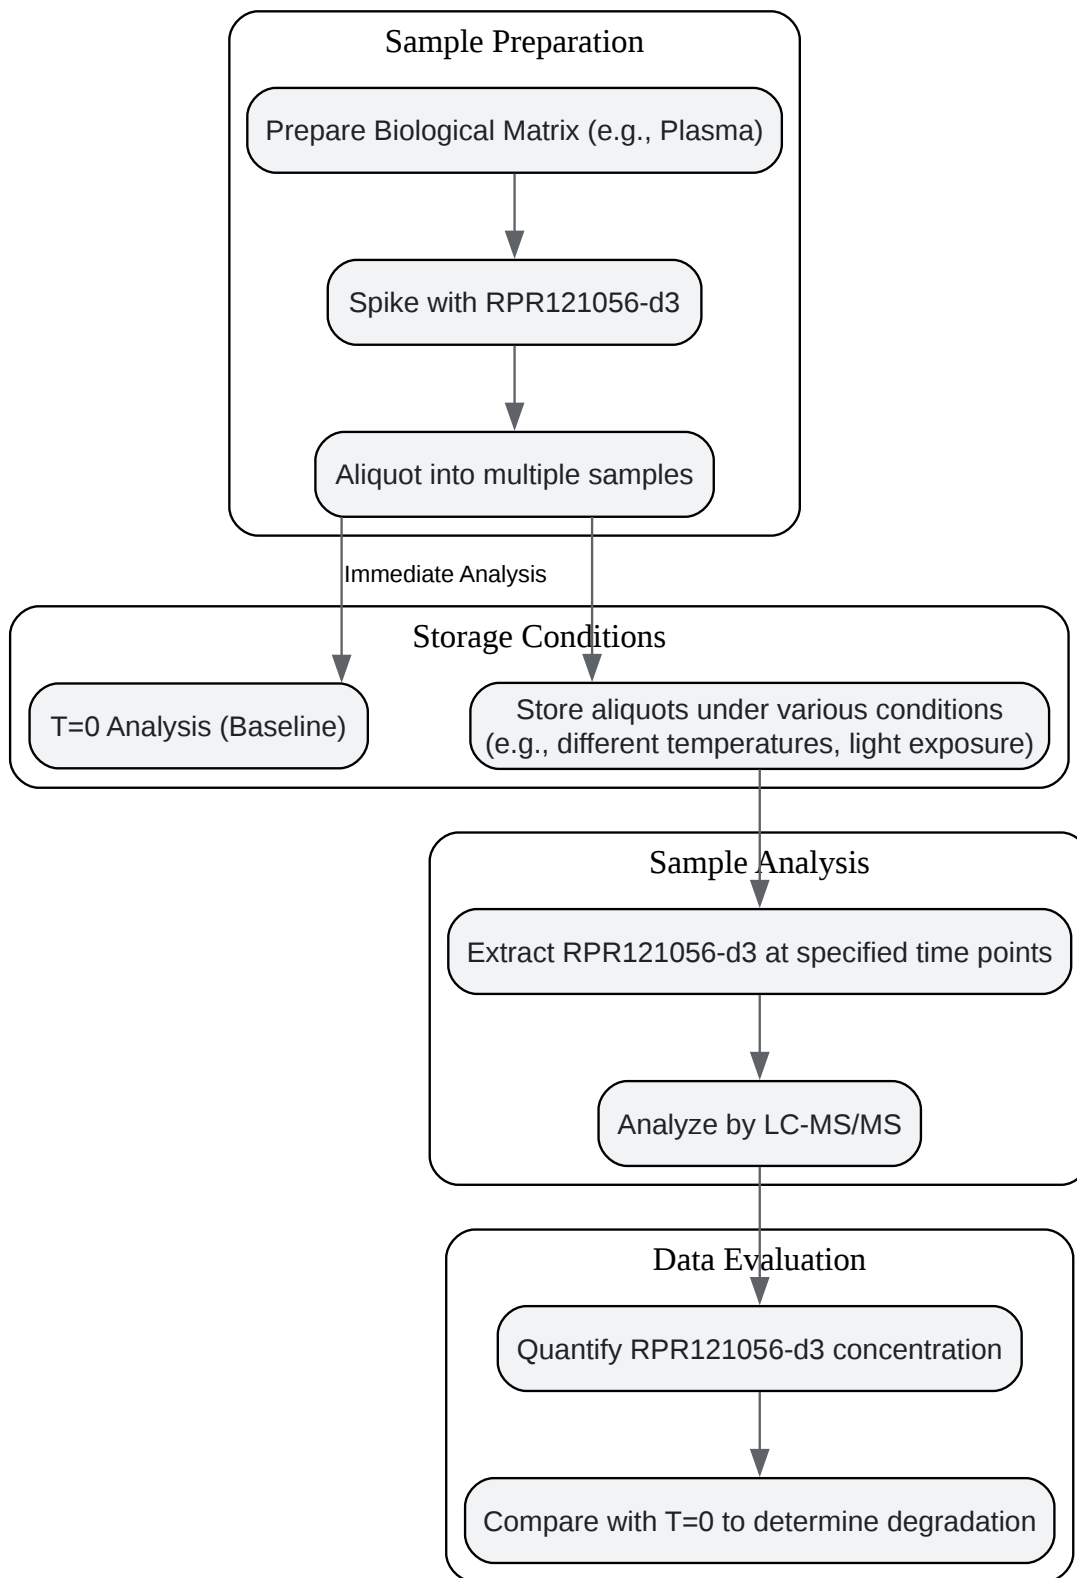 Sample Preparation
Prepare Biological Matrix (e.g., Plasma)
Spike with RPR121056-d3
Aliquot into multiple samples
Immediate Analysis
Storage Conditions
T=0 Analysis (Baseline)
Store aliquots under various conditions
(e.g., different temperatures, light exposure)
Sample Analysis
Extract RPR121056-d3 at specified time points
Analyze by LC-MS/MS
Data Evaluation
Quantify RPR121056-d3 concentration
Compare with T=0 to determine degradation